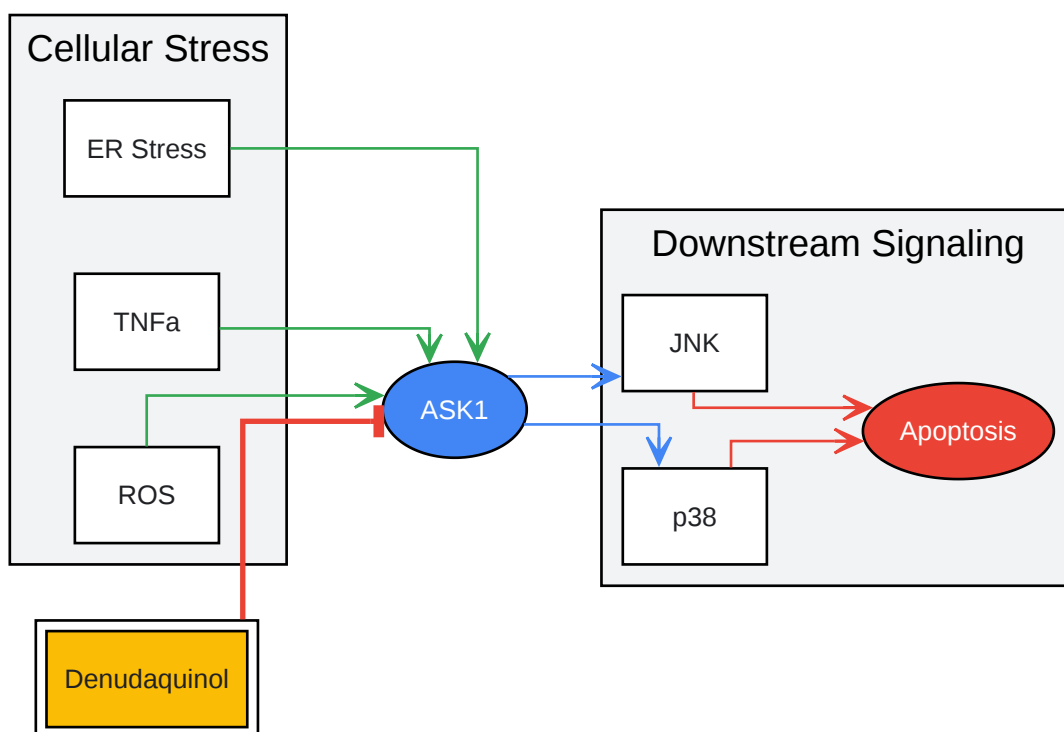 Cellular Stress
ER Stress
TNFa
ROS
Denudaquinol
ASK1
Downstream Signaling
JNK
p38
Apoptosis